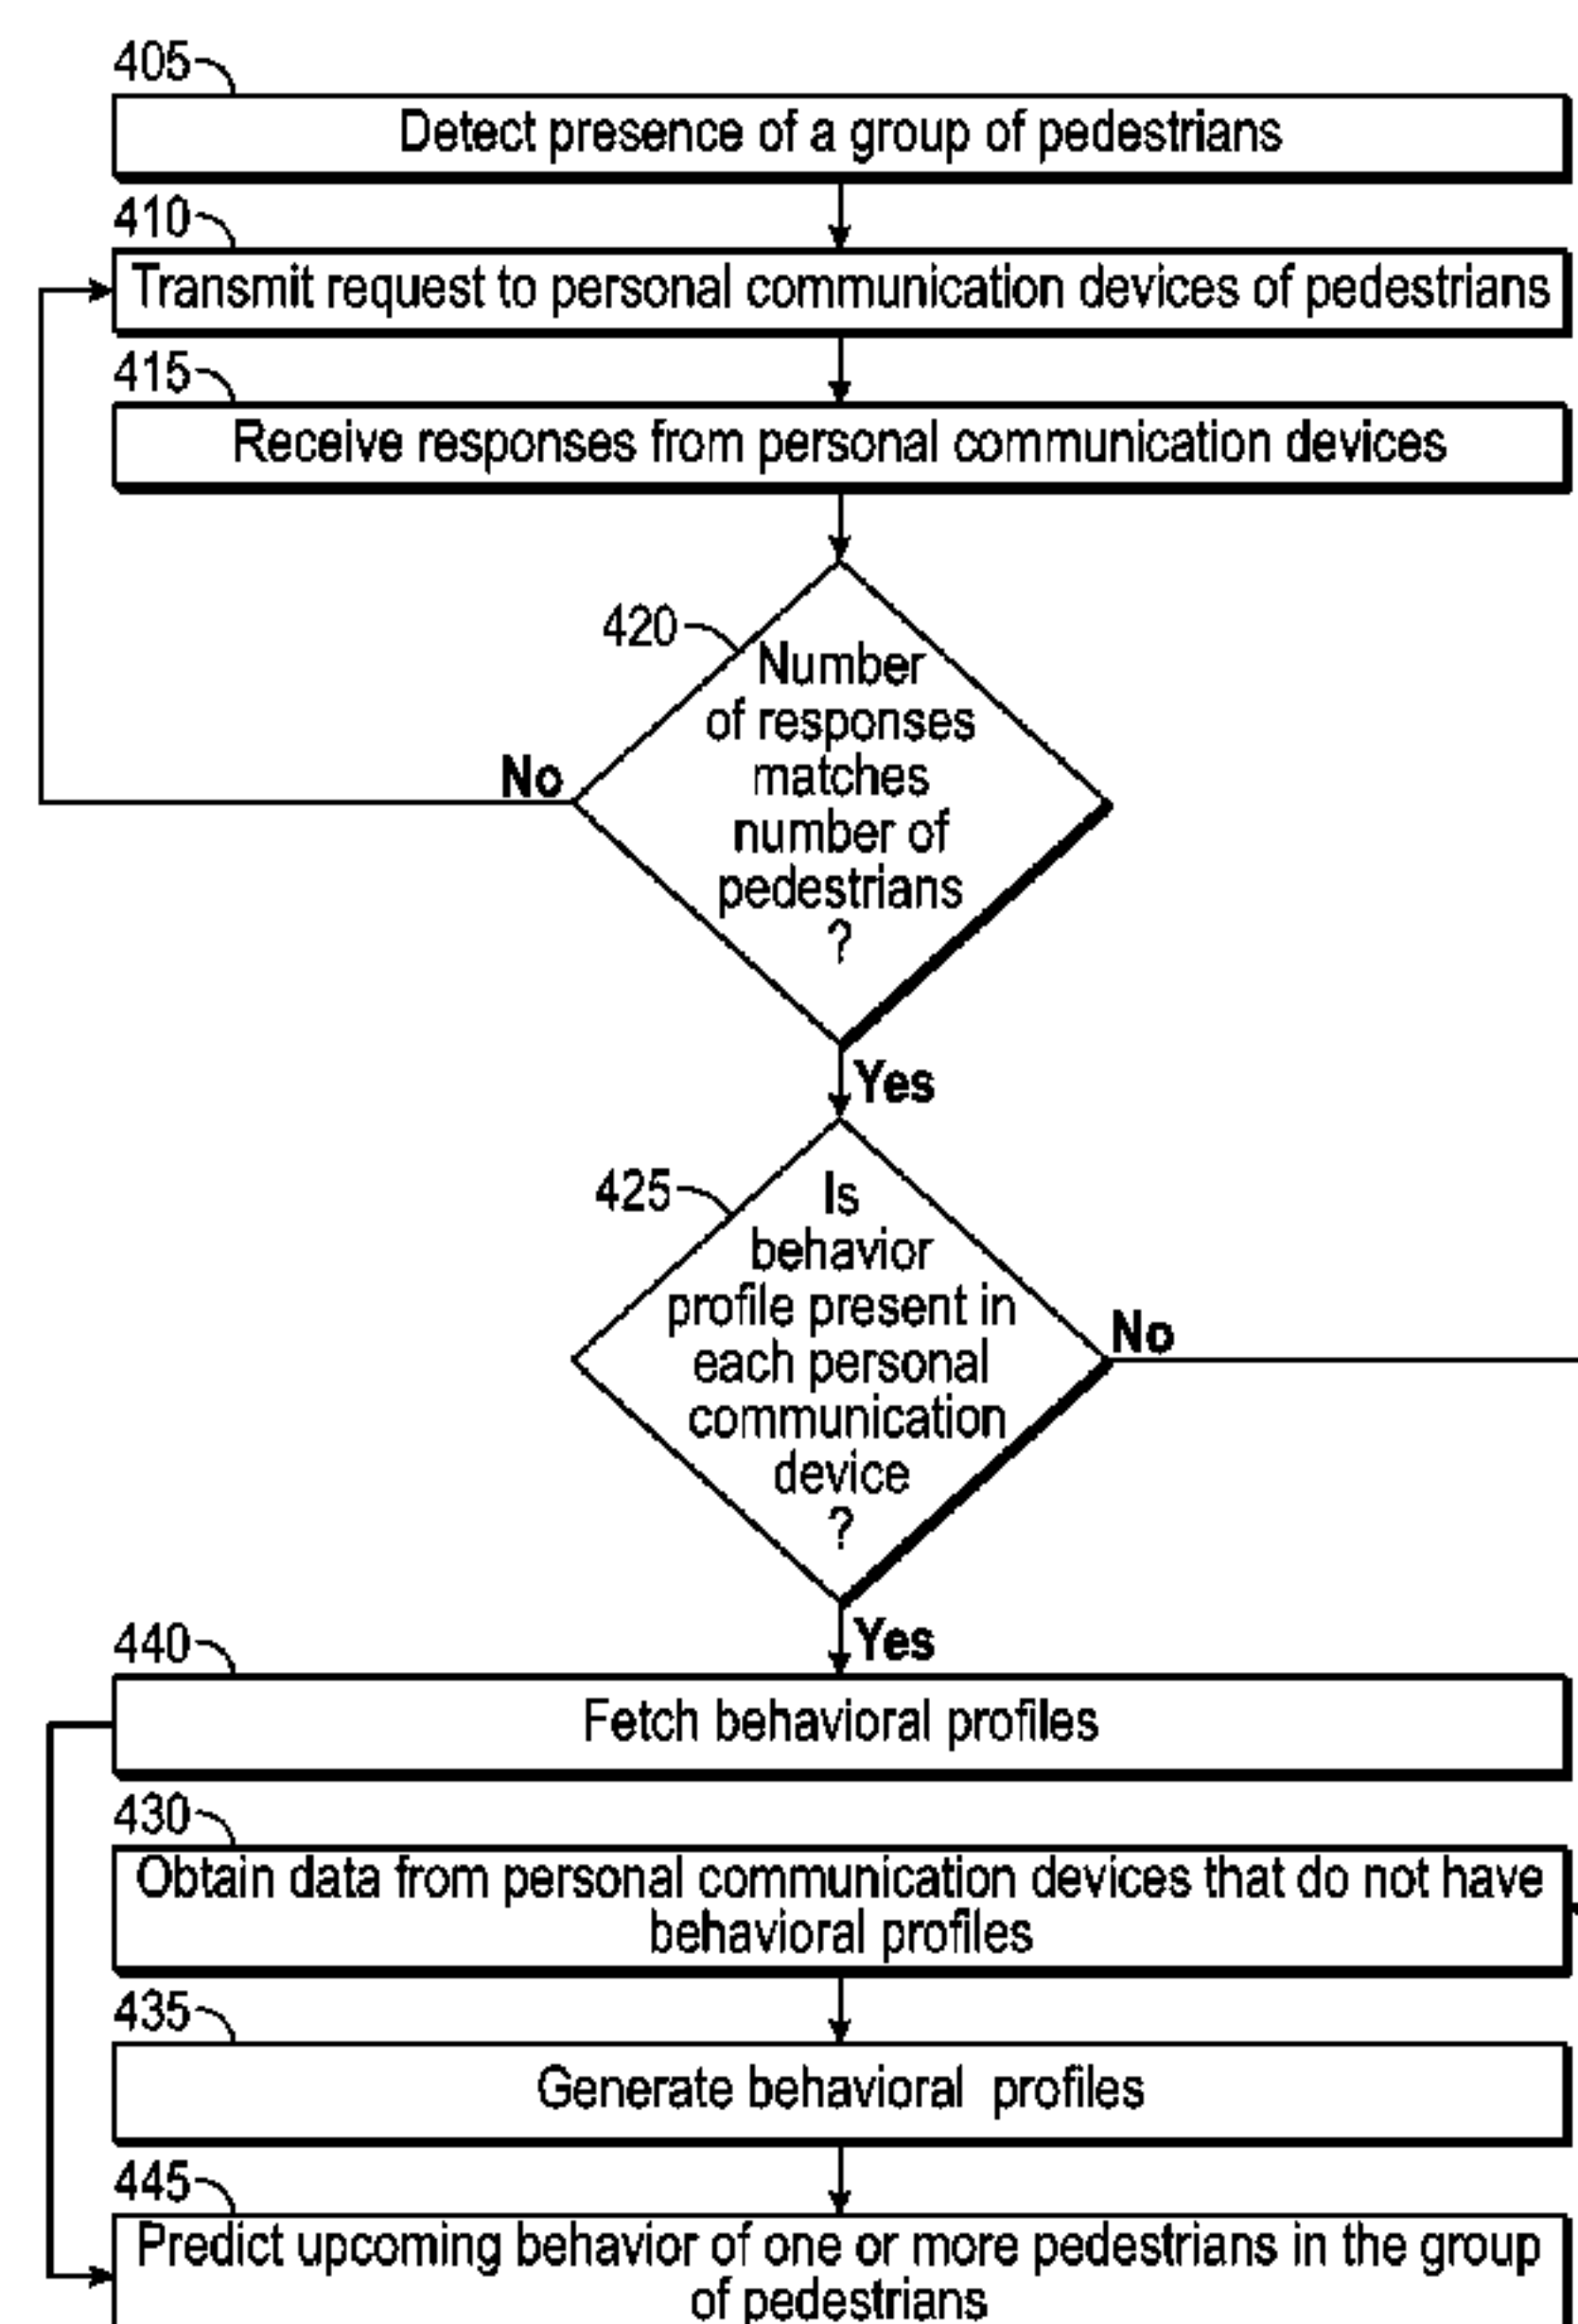 405
Detect presence of a group of pedestrians
410
Transmit request to personal communication devices of pedestrians
415
Receive responses from personal communication devices
420
Number
of responses
matches
number of
pedestrians
?
No
Yes
425
Is
behavior
profile present in
each personal
communication
device
?
No
Yes
440
Fetch behavioral profiles
430
Obtain data from personal communication devices that do not have
behavioral profiles
435
Generate behavioral profiles
445
Predict upcoming behavior of one or more pedestrians in the group
of pedestrians